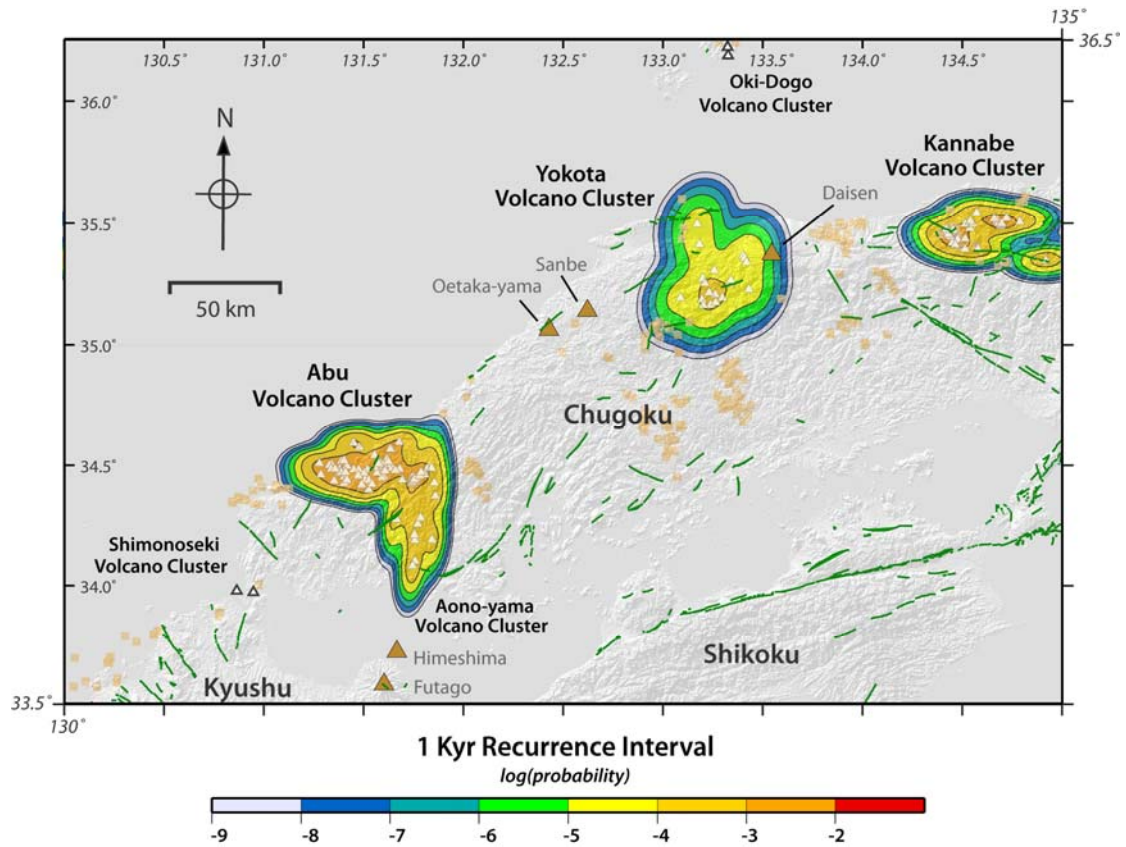 135˚
36.5˚
130.5˚ 131.0˚ 131.5˚ 132.0˚ 132.5˚ 133.0˚ 133.5˚ 134.0˚ 134.5˚
Oki-Dogo
Volcano Cluster
36.0˚
N
Kannabe
Volcano Cluster
Yokota
Volcano Cluster
Daisen
35.5˚
Sanbe
Oetaka-yama
50 km
35.0˚
Abu
Volcano Cluster
Chugoku
34.5˚
Shimonoseki
Volcano Cluster
34.0˚
Aono-yama
Volcano Cluster
Himeshima
Shikoku
Kyushu
Futago
33.5˚
130˚
1 Kyr Recurrence Interval
log(probability)
-9 -8 -7 -6 -5 -4 -3 -2